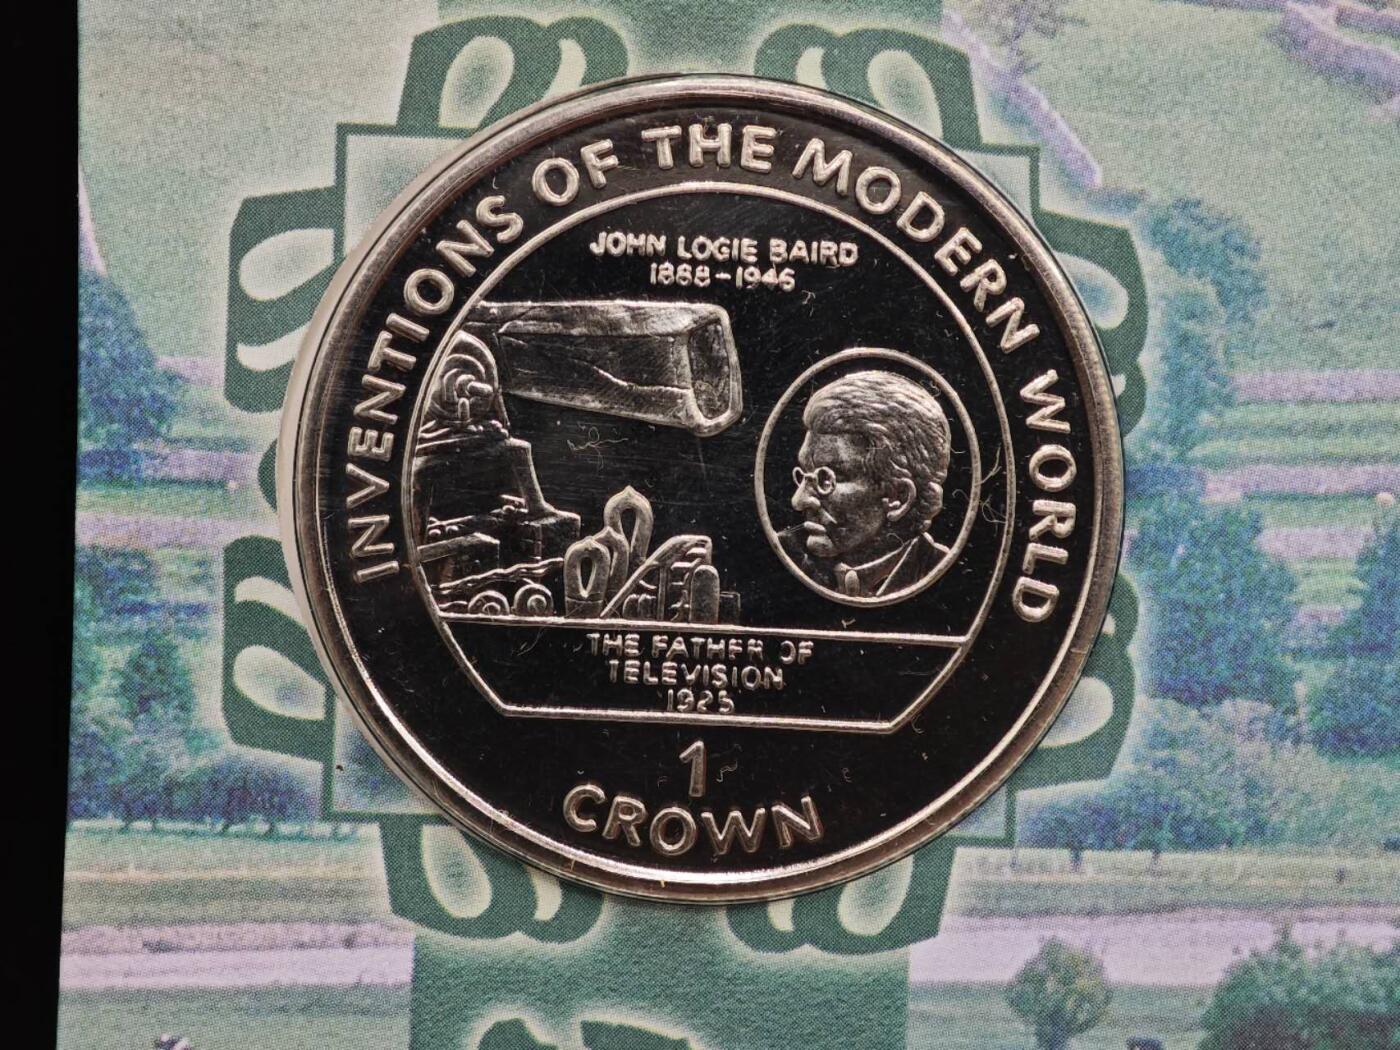 INVENTIONS OF THE MODERN WORLD
JOHN LOGIE BAIRD
1888-1946
THE FATHER OF
TELEVISION
1925
1
CROWN